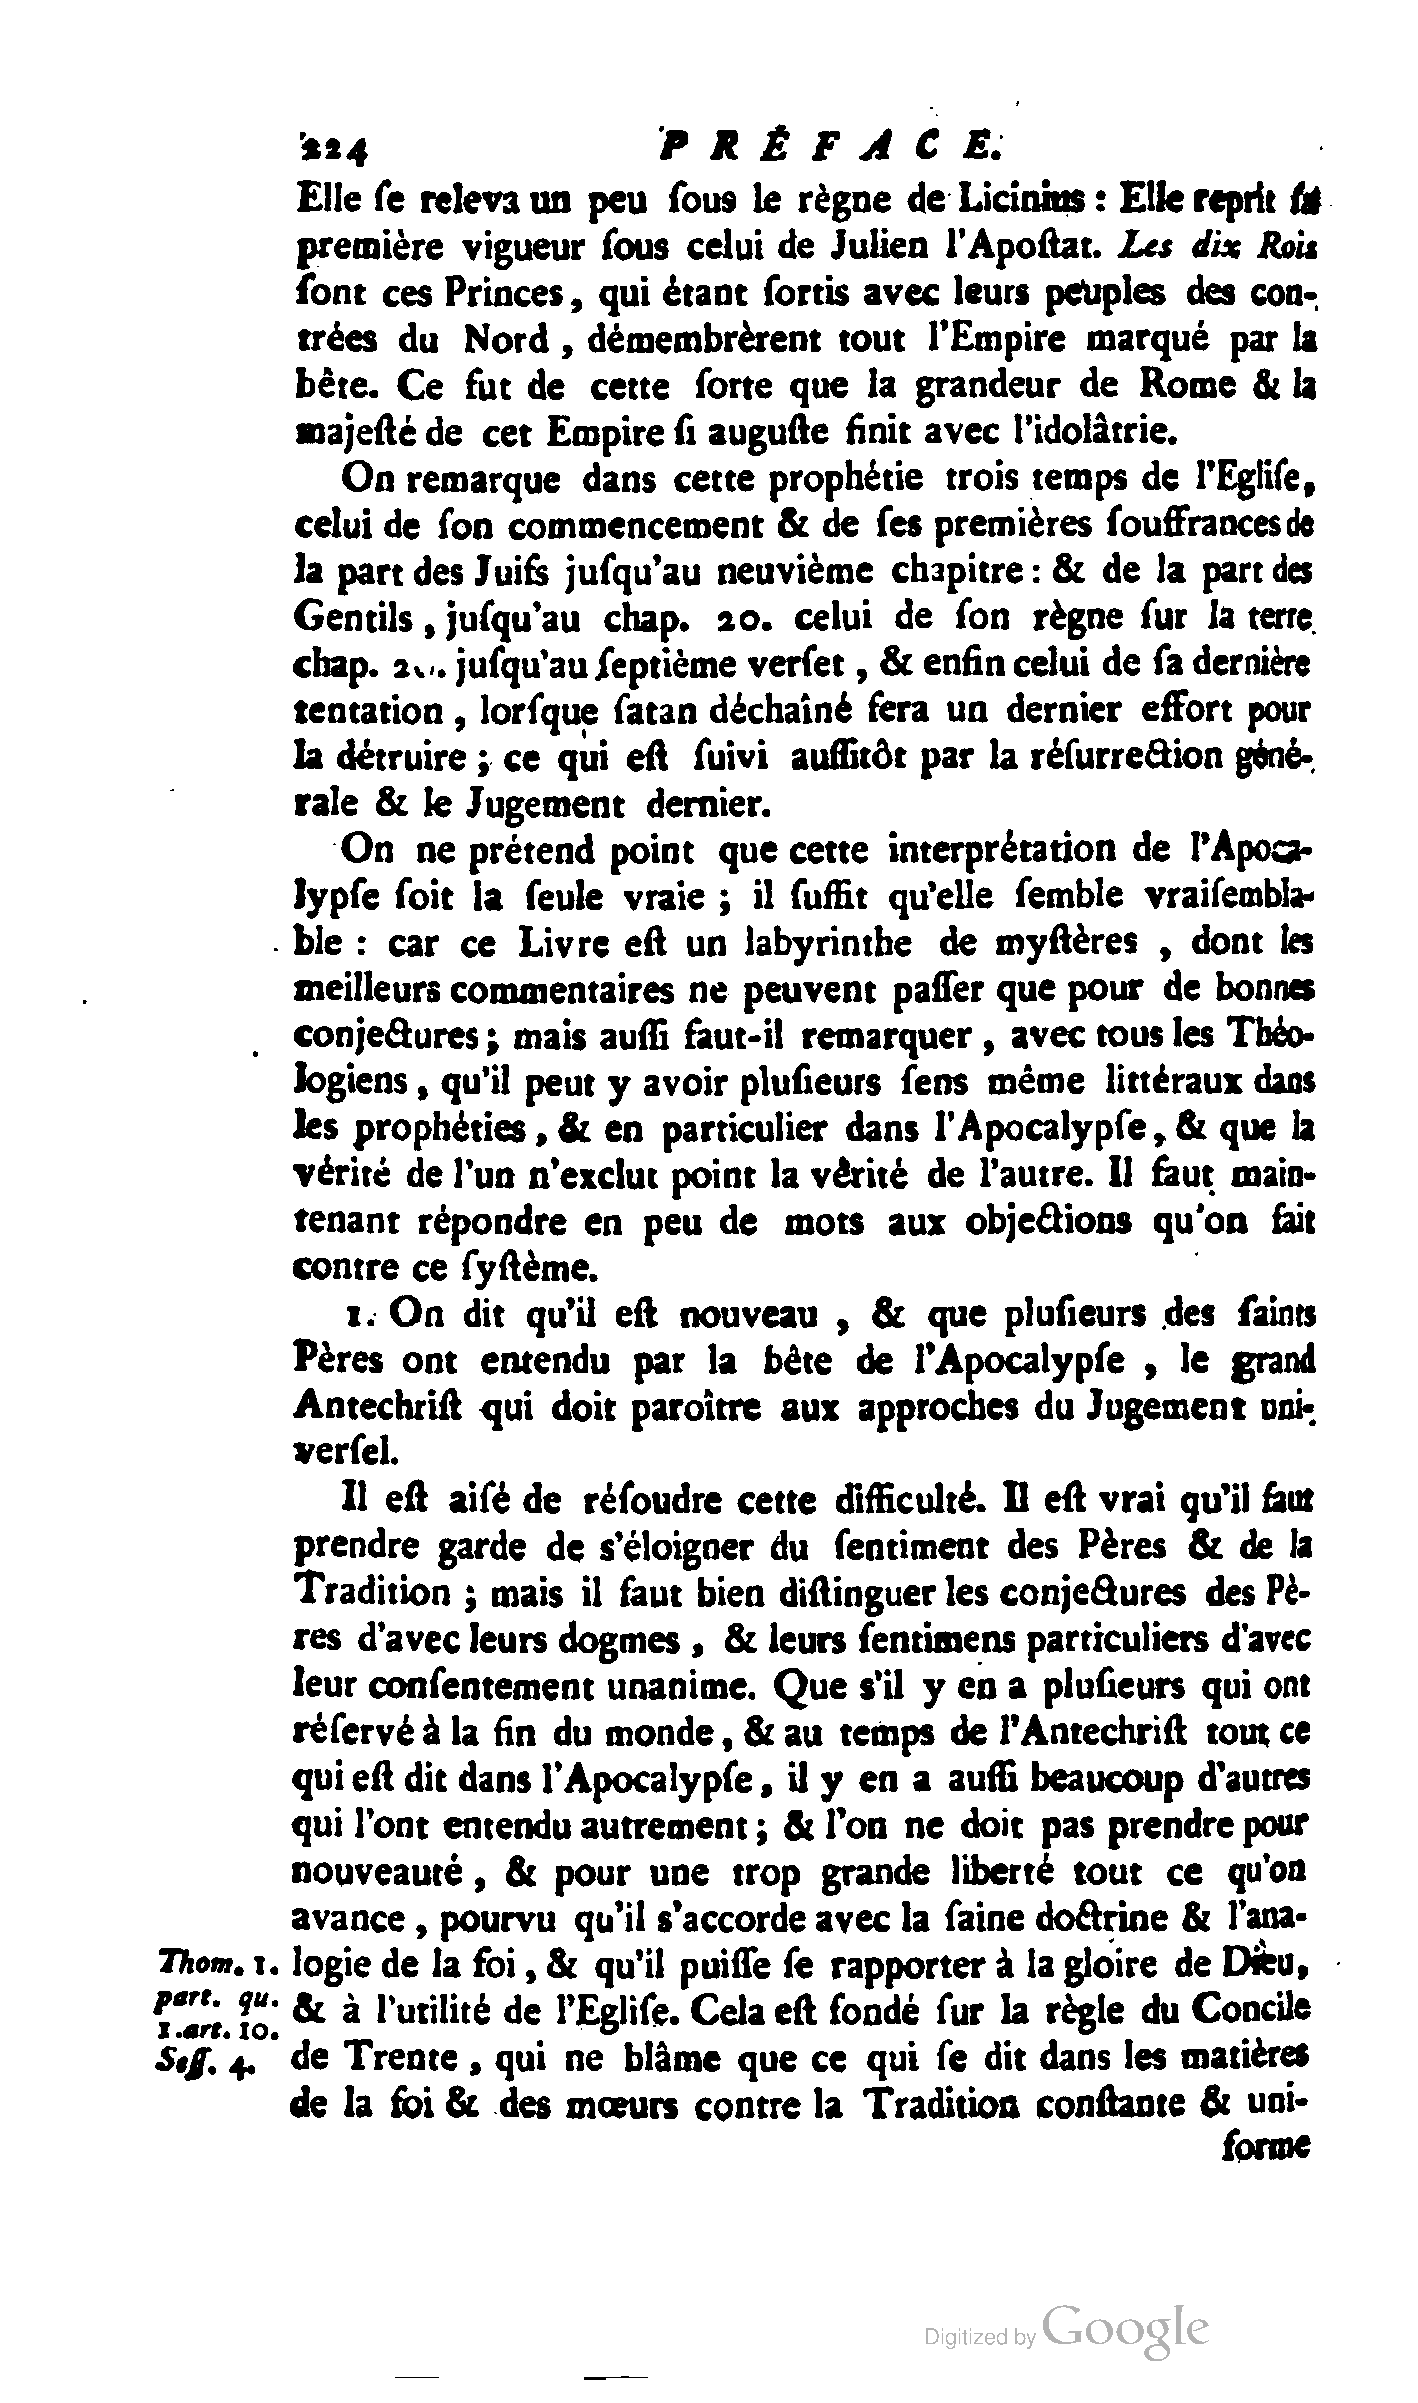 224 PRÉFACE.
Elle ſe releva un peu ſous le règne de Licinius : Elle reprit ſa
première vigueur ſous celui de Julien l'Apoſtat. Les dix Rois
ſont ces Princes, qui étant ſortis avec leurs peuples des con-
trées du Nord, démembrèrent tout l'Empire marqué par la
bête. Ce fut de cette ſorte que la grandeur de Rome & la
majeſté de cet Empire ſi auguſte finit avec l'idolâtrie.
On remarque dans cette prophétie trois temps de l'Egliſe,
celui de ſon commencement & de ſes premières ſouffrances de
la part des Juifs juſqu'au neuvième chapitre : & de la part des
Gentils, juſqu'au chap. 20. celui de ſon règne ſur la terre
chap. juſqu'au ſeptième verſet, & enfin celui de ſa dernière
tentation, lorſque ſatan déchaîné fera un dernier effort pour
la détruire ; ce qui eſt ſuivi auſſitôt par la réſurrection géné-
rale & le Jugement dernier.
On ne prétend point que cette interprétation de l'Apoca-
lypſe ſoit la ſeule vraie ; il ſuffit qu'elle ſemble vraiſembla-
ble : car ce Livre eſt un labyrinthe de myſtères, dont les
meilleurs commentaires ne peuvent paſſer que pour de bonnes
conjectures ; mais auſſi faut-il remarquer, avec tous les Théo-
logiens, qu'il peut y avoir pluſieurs ſens même littéraux dans
les prophéties, & en particulier dans l'Apocalypſe, & que la
vérité de l'un n'exclut point la vérité de l'autre. Il faut main-
tenant répondre en peu de mots aux objections qu'on fait
contre ce ſyſtème.
1. On dit qu'il eſt nouveau, & que pluſieurs des ſaints
Pères ont entendu par la bête de l'Apocalypſe, le grand
Antechriſt qui doit paroître aux approches du Jugement uni-
verſel.
Il eſt aiſé de réſoudre cette difficulté. Il eſt vrai qu'il faut
prendre garde de s'éloigner du ſentiment des Pères & de la
Tradition ; mais il faut bien diſtinguer les conjectures des Pè-
res d'avec leurs dogmes, & leurs ſentimens particuliers d'avec
leur conſentement unanime. Que s'il y en a pluſieurs qui ont
réſervé à la fin du monde, & au temps de l'Antechriſt tout ce
qui eſt dit dans l'Apocalypſe, il y en a auſſi beaucoup d'autres
qui l'ont entendu autrement ; & l'on ne doit pas prendre pour
nouveauté, & pour une trop grande liberté tout ce qu'on
avance, pourvu qu'il s'accorde avec la ſaine doctrine & l'ana-
Thom. 1. logie de la foi, & qu'il puiſſe ſe rapporter à la gloire de Dieu,
part. qu. & à l'utilité de l'Egliſe. Cela eſt fondé ſur la règle du Concile
1.art. 10.
Seſſ. 4. de Trente, qui ne blâme que ce qui ſe dit dans les matières
de la foi & des mœurs contre la Tradition conſtante & uni-
forme
Digitized by Google